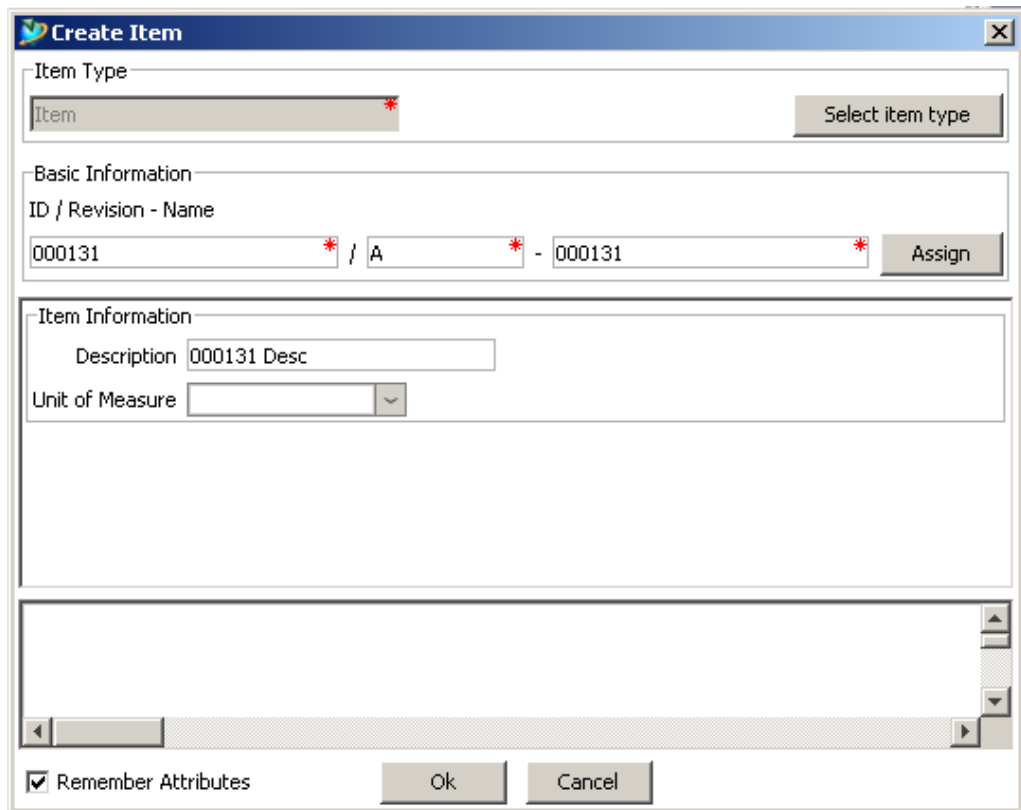 Create Item
Item Type
Item * Select item type
Basic Information
ID / Revision - Name
000131 * / A * - 000131 * Assign
Item Information
Description 000131 Desc
Unit of Measure
Remember Attributes Ok Cancel